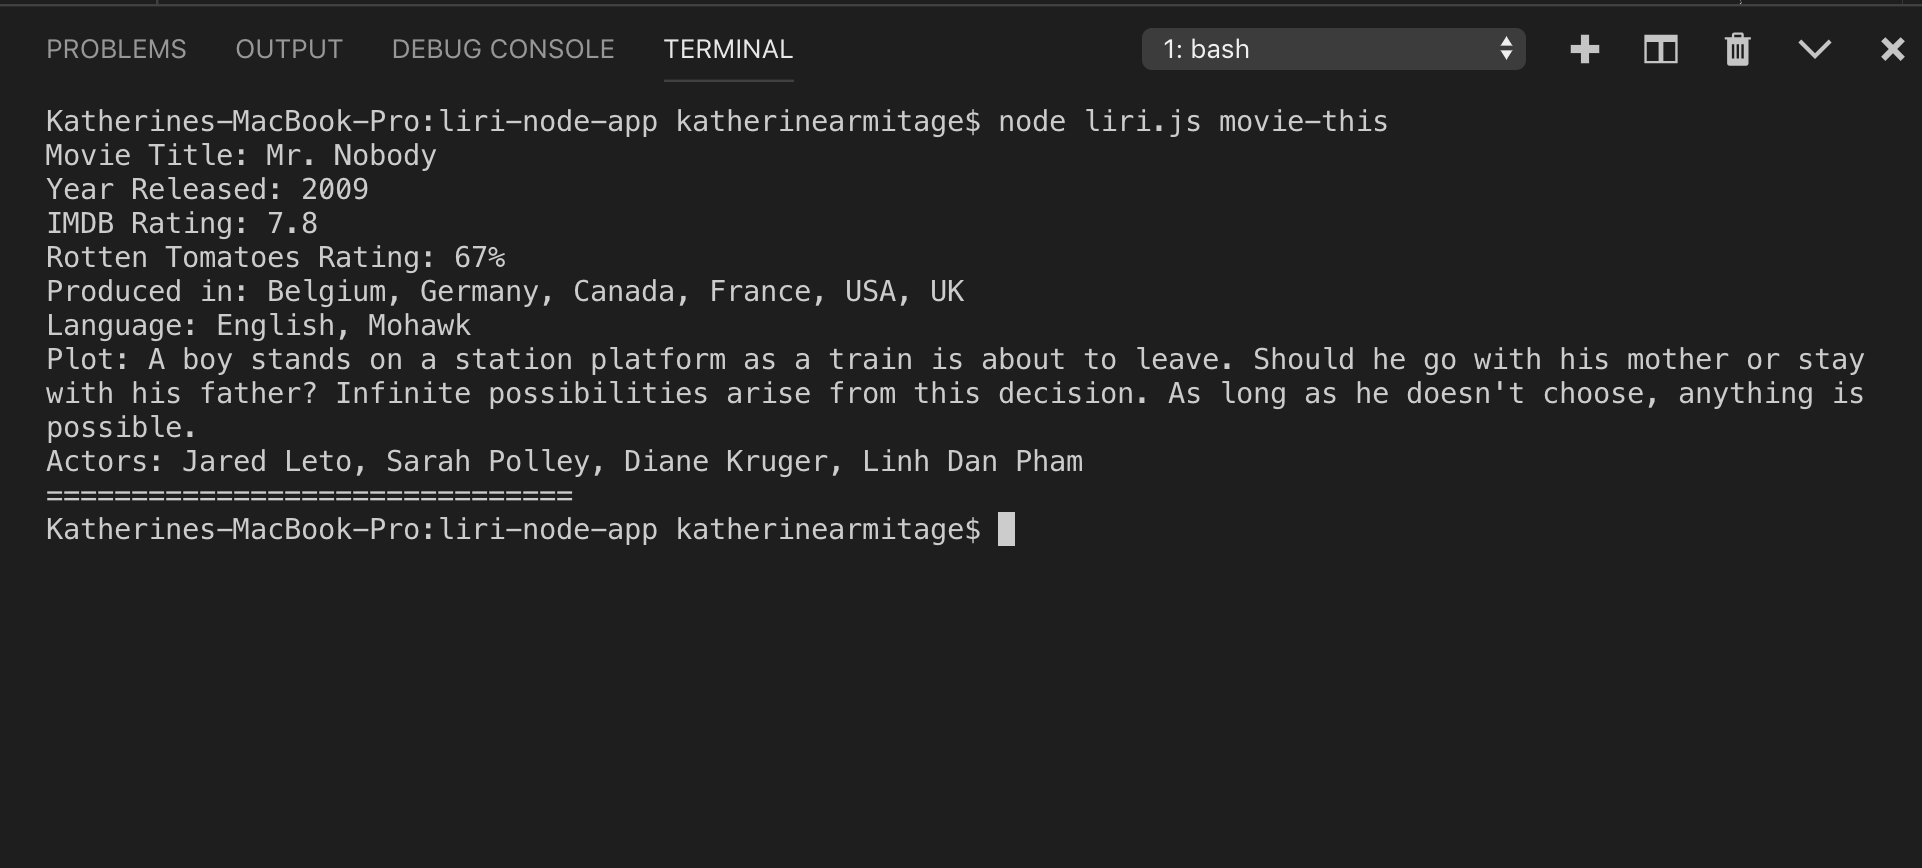 PROBLEMS OUTPUT DEBUG CONSOLE TERMINAL 1: bash
Katherines-MacBook-Pro:liri-node-app katherinearmitage$ node liri.js movie-this
Movie Title: Mr. Nobody
Year Released: 2009
IMDB Rating: 7.8
Rotten Tomatoes Rating: 67%
Produced in: Belgium, Germany, Canada, France, USA, UK
Language: English, Mohawk
Plot: A boy stands on a station platform as a train is about to leave. Should he go with his mother or stay
with his father? Infinite possibilities arise from this decision. As long as he doesn't choose, anything is
possible.
Actors: Jared Leto, Sarah Polley, Diane Kruger, Linh Dan Pham
===============================
Katherines-MacBook-Pro:liri-node-app katherinearmitage$